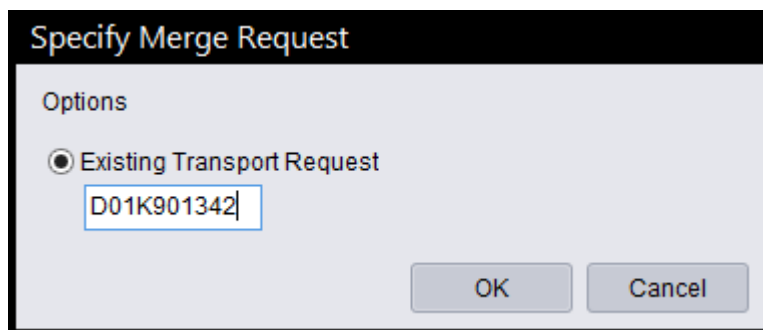 Specify Merge Request
Options
Existing Transport Request
D01K901342
OK Cancel